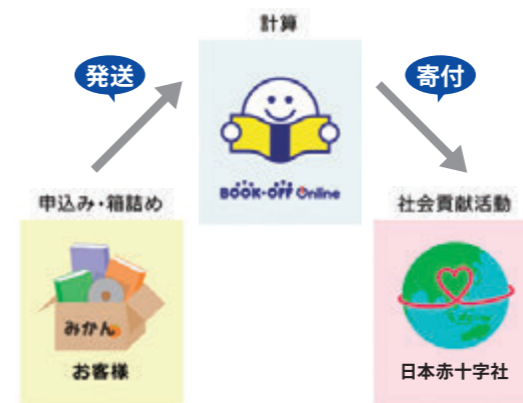 計算
発送
寄付
BOOK-OFF Online
申込み・箱詰め
社会貢献活動
みかん
お客様
日本赤十字社